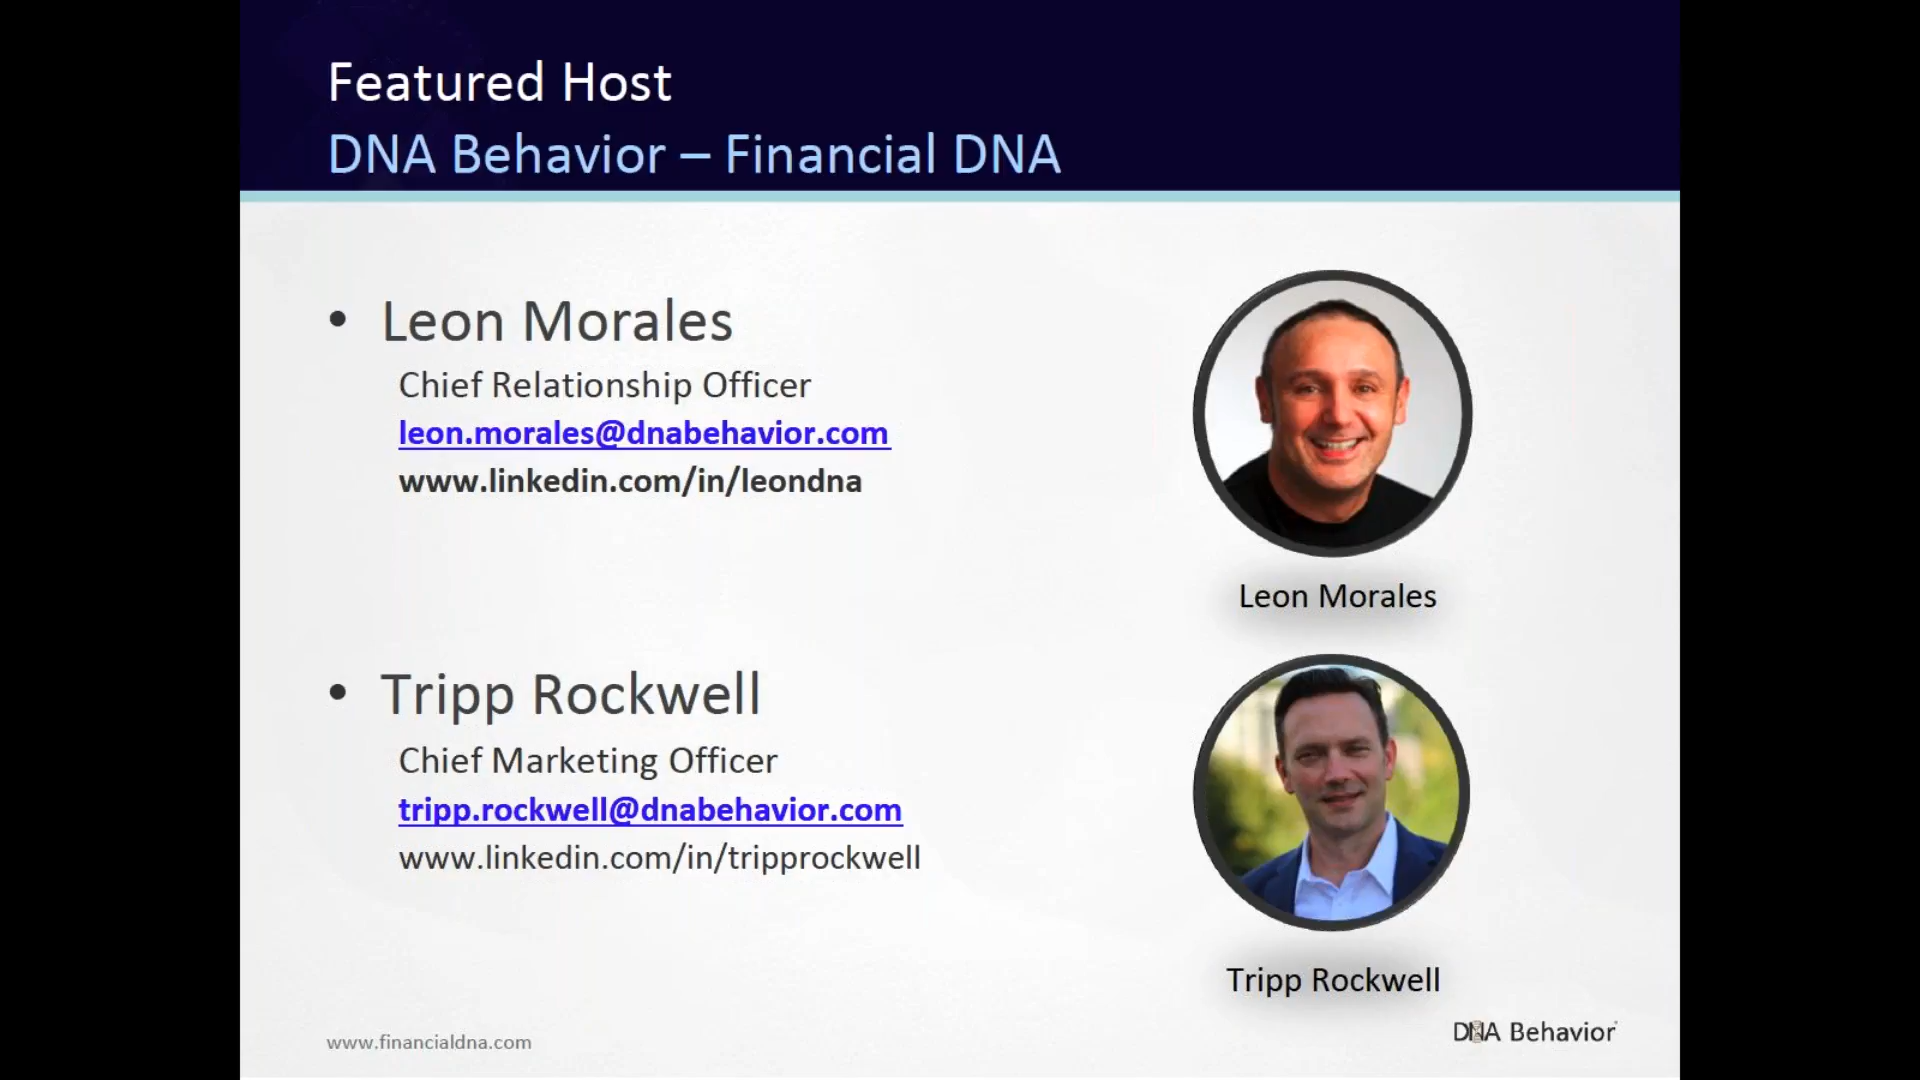 Featured Host
DNA Behavior – Financial DNA
• Leon Morales
Chief Relationship Officer
leon.morales@dnabehavior.com
www.linkedin.com/in/leondna
Leon Morales
• Tripp Rockwell
Chief Marketing Officer
tripp.rockwell@dnabehavior.com
www.linkedin.com/in/tripprockwell
Tripp Rockwell
www.financialdna.com
DNA Behavior